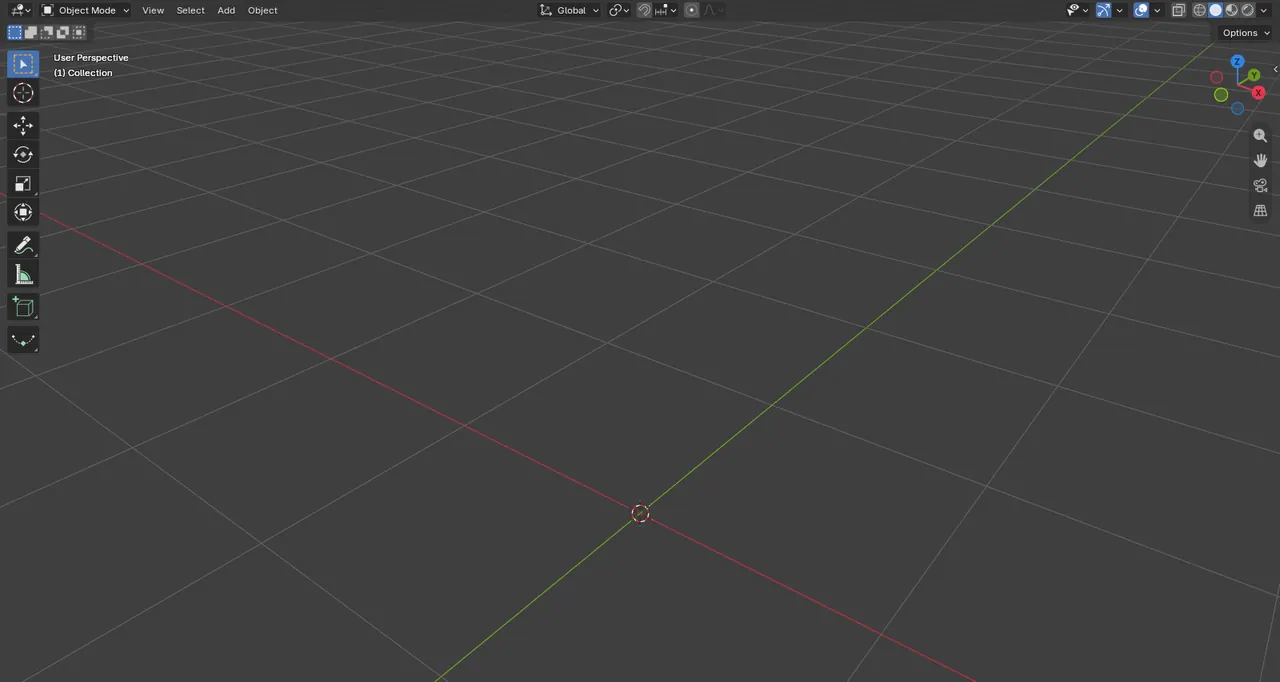 Object Mode View Select Add Object Global
Options
User Perspective
(1) Collection
Z
Y
X